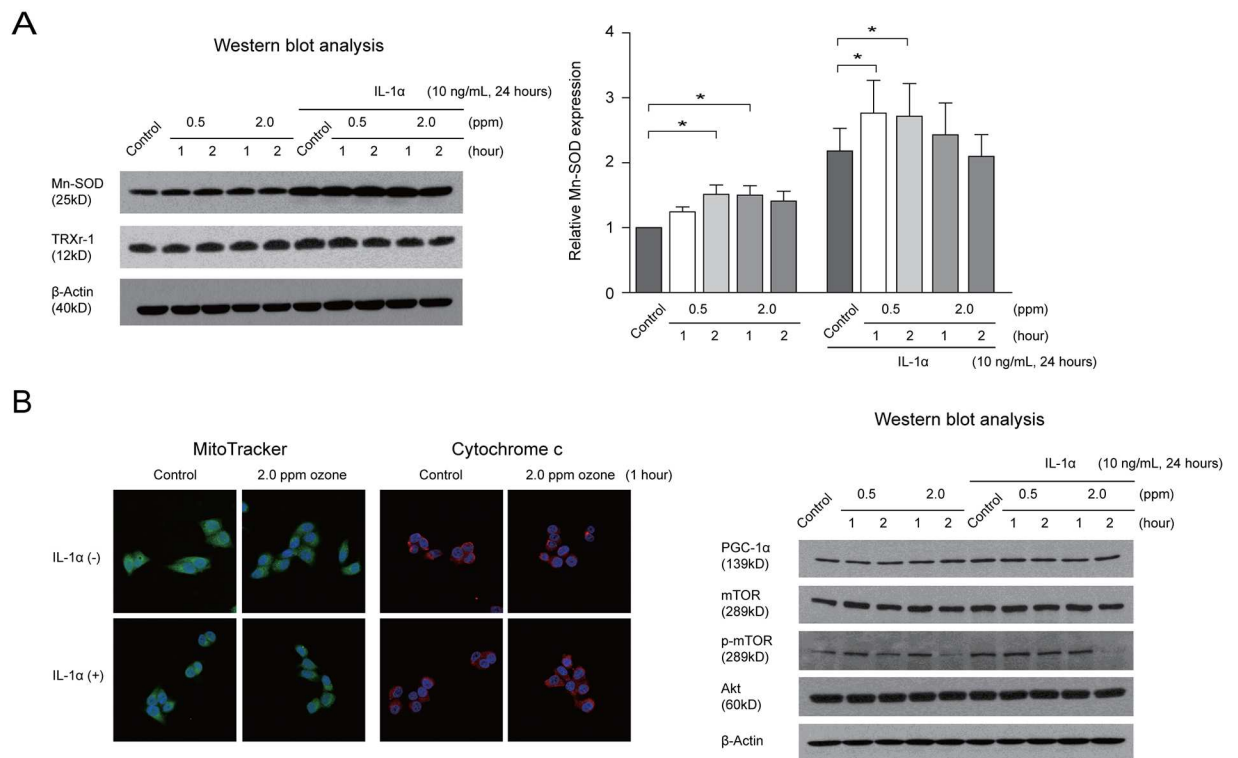 A
Western blot analysis
IL-1α (10 ng/mL, 24 hours)
Control 0.5 2.0 Control 0.5 2.0 (ppm)
1 2 1 2 1 2 1 2 (hour)
Mn-SOD
(25kD)
TRXr-1
(12kD)
β-Actin
(40kD)
Relative Mn-SOD expression
4
3
2
1
0
* * * *
Control 0.5 2.0 Control 0.5 2.0 (ppm)
1 2 1 2 1 2 1 2 (hour)
IL-1α (10 ng/mL, 24 hours)
B
MitoTracker Cytochrome c
Control 2.0 ppm ozone Control 2.0 ppm ozone (1 hour)
IL-1α (-)
IL-1α (+)
Western blot analysis
IL-1α (10 ng/mL, 24 hours)
Control 0.5 2.0 Control 0.5 2.0 (ppm)
1 2 1 2 1 2 1 2 (hour)
PGC-1α
(139kD)
mTOR
(289kD)
p-mTOR
(289kD)
Akt
(60kD)
β-Actin